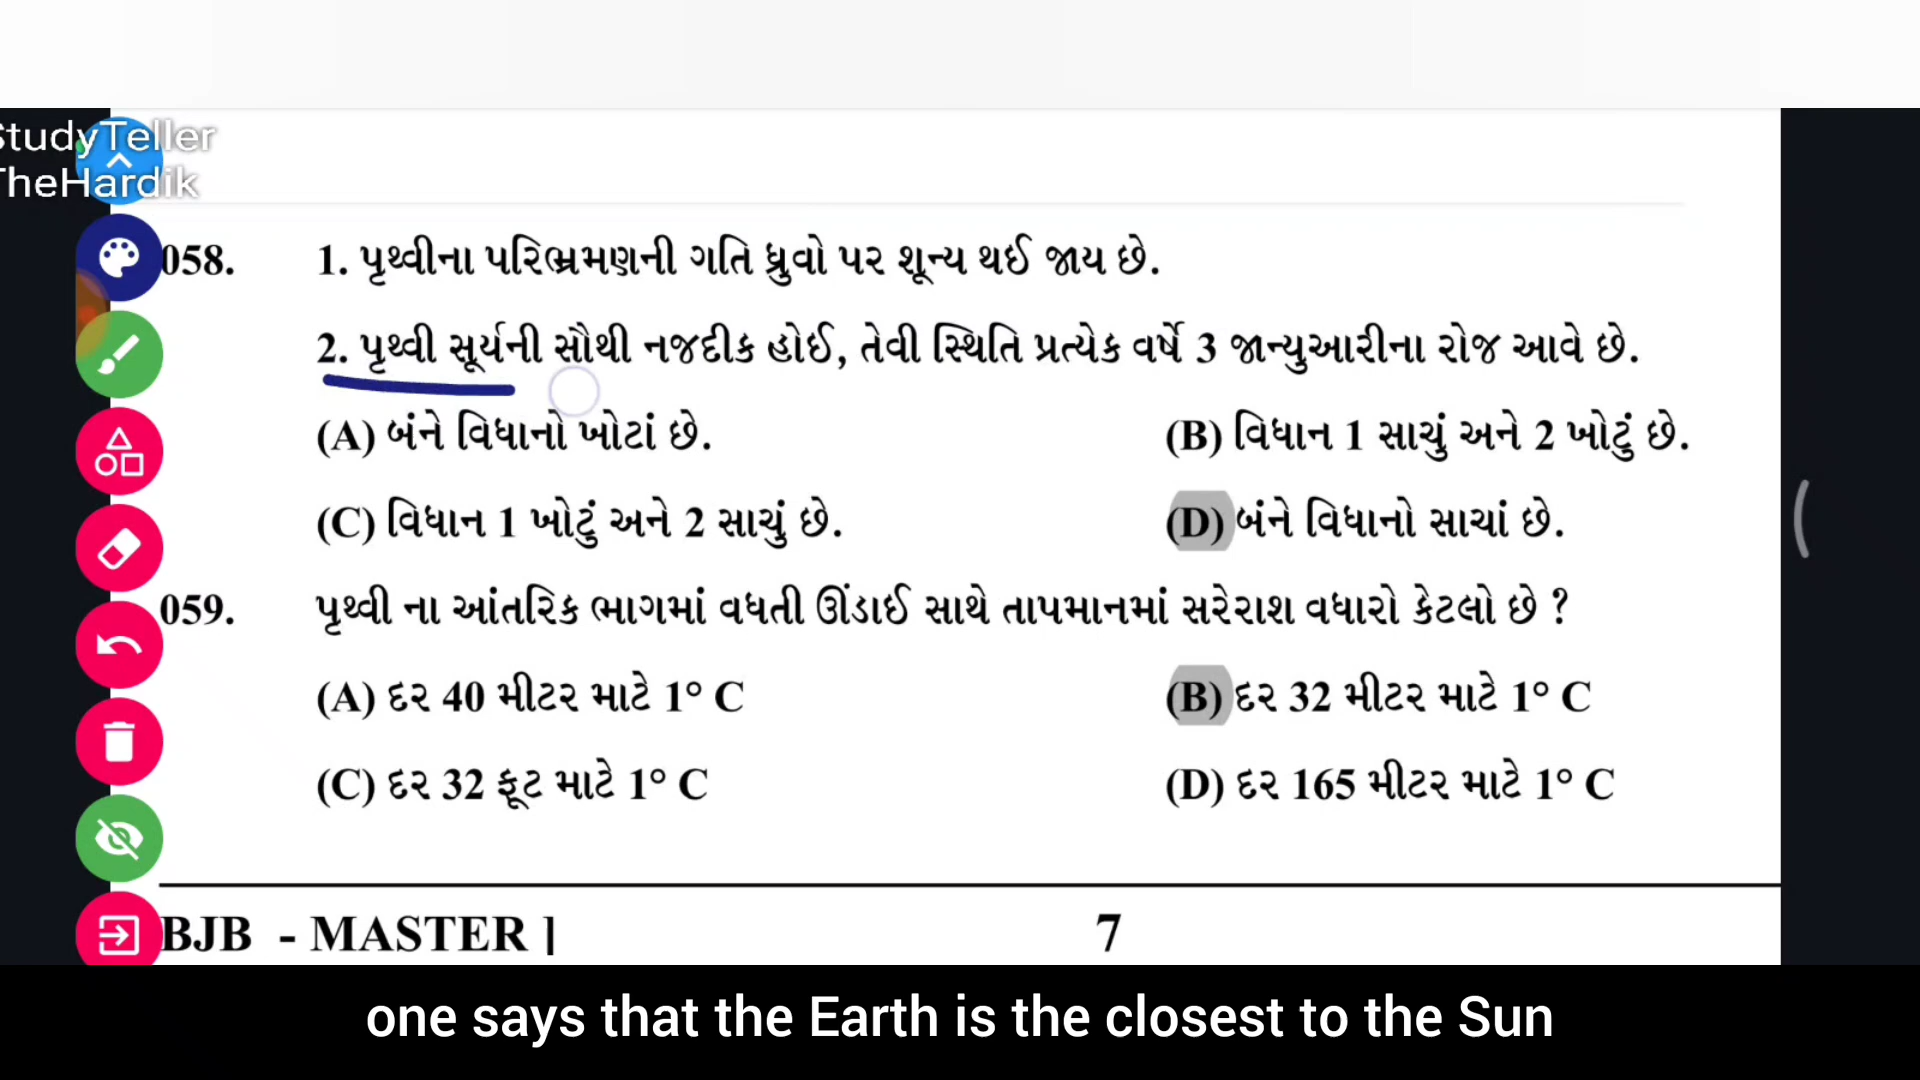 StudyTeller
TheHardik
058. 1. પૃથ્વીના પરિભ્રમણની ગતિ ધ્રુવો પર શૂન્ય થઈ જાય છે.
2. પૃથ્વી સૂર્યની સૌથી નજદીક હોઈ, તેવી સ્થિતિ પ્રત્યેક વર્ષે 3 જાન્યુઆરીના રોજ આવે છે.
(A) બંને વિધાનો ખોટાં છે. (B) વિધાન 1 સાચું અને 2 ખોટું છે.
(C) વિધાન 1 ખોટું અને 2 સાચું છે. (D) બંને વિધાનો સાચાં છે.
059. પૃથ્વી ના આંતરિક ભાગમાં વધતી ઊંડાઈ સાથે તાપમાનમાં સરેરાશ વધારો કેટલો છે ?
(A) દર 40 મીટર માટે 1° C (B) દર 32 મીટર માટે 1° C
(C) દર 32 ફૂટ માટે 1° C (D) દર 165 મીટર માટે 1° C
BJB - MASTER ] 7
one says that the Earth is the closest to the Sun